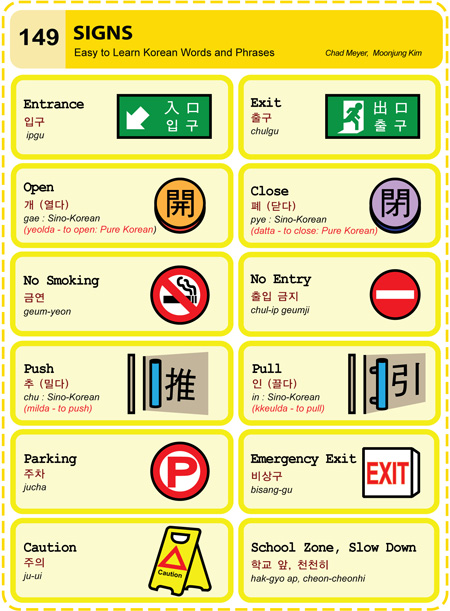 149
SIGNS
Easy to Learn Korean Words and Phrases
Chad Meyer, Moonjung Kim
Entrance
입구
ipgu
入口
입구
Exit
출구
chulgu
出口
출구
Open
개 (열다)
gae : Sino-Korean
(yeolda - to open: Pure Korean)
開
Close
폐 (닫다)
pye : Sino-Korean
(datta - to close: Pure Korean)
閉
No Smoking
금연
geum-yeon
No Entry
출입 금지
chul-ip geumji
Push
추 (밀다)
chu : Sino-Korean
(milda - to push)
推
Pull
인 (끌다)
in : Sino-Korean
(kkeulda - to pull)
引
Parking
주차
jucha
P
Emergency Exit
비상구
bisang-gu
EXIT
Caution
주의
ju-ui
Caution
School Zone, Slow Down
학교 앞, 천천히
hak-gyo ap, cheon-cheonhi